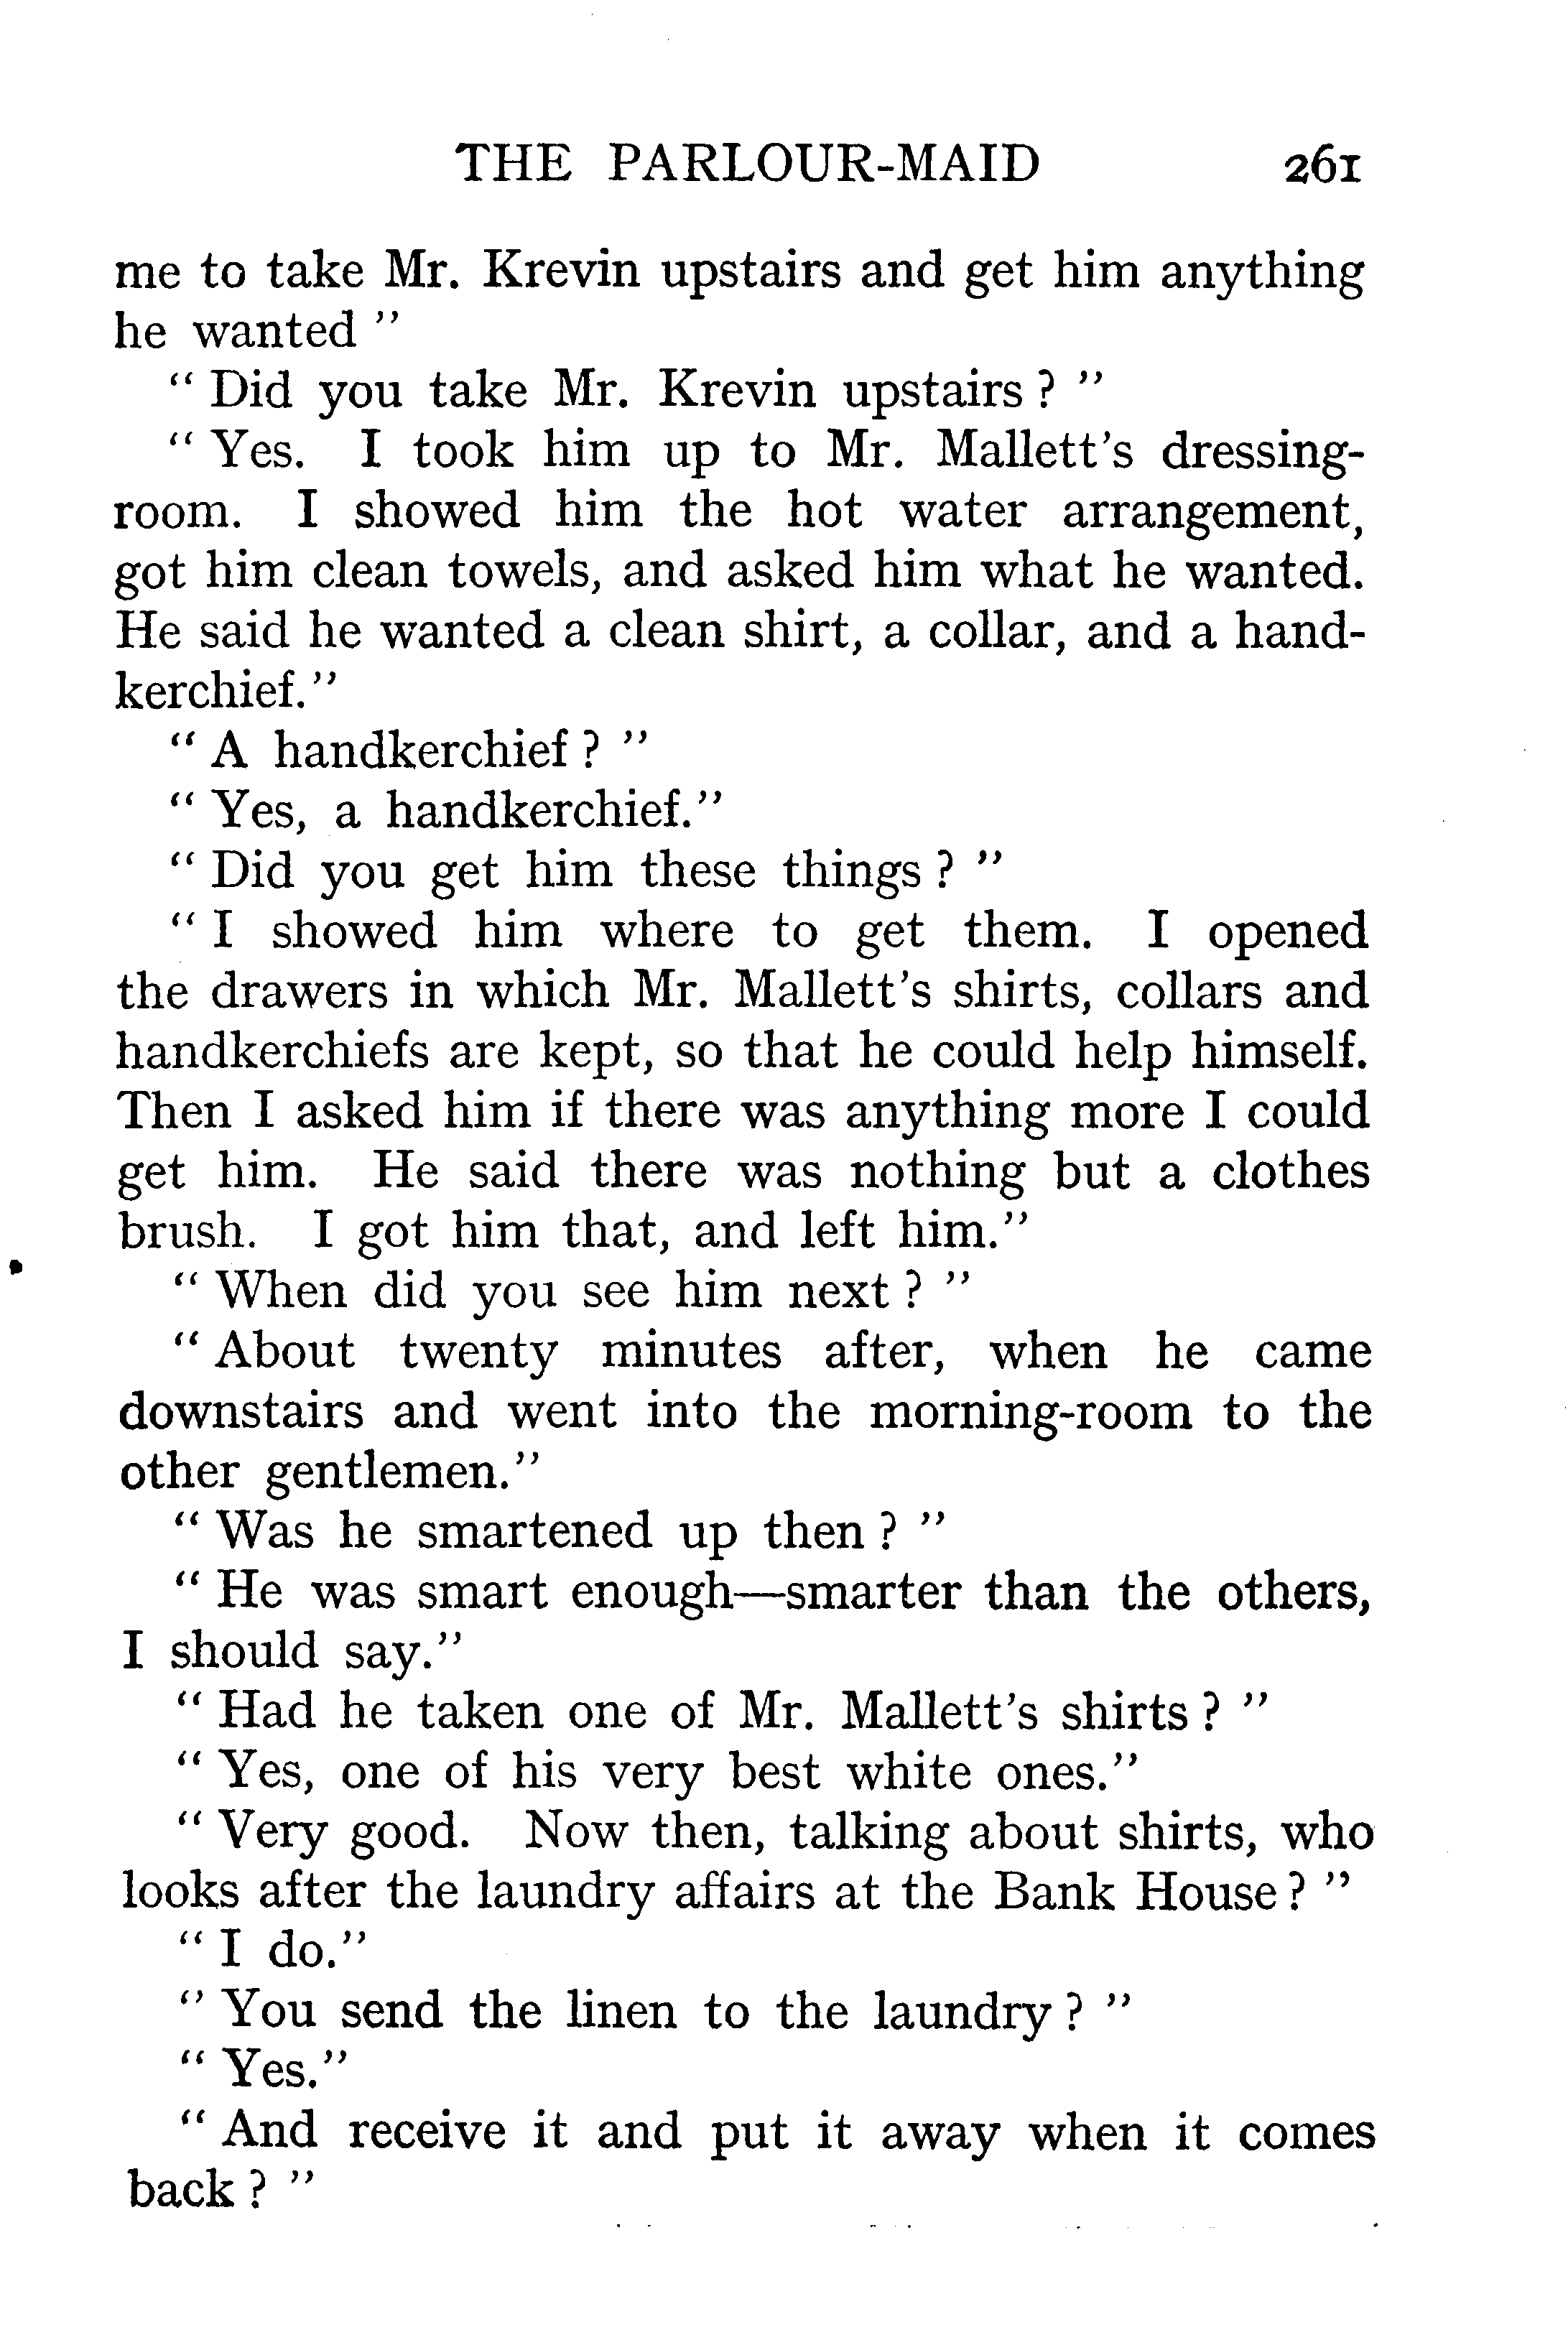 THE PARLOUR-MAID 261
me to take Mr. Krevin upstairs and get him anything
he wanted ”
“ Did you take Mr. Krevin upstairs ? ”
“ Yes. I took him up to Mr. Mallett’s dressing-
room. I showed him the hot water arrangement,
got him clean towels, and asked him what he wanted.
He said he wanted a clean shirt, a collar, and a hand-
kerchief.”
“ A handkerchief ? ”
“ Yes, a handkerchief.”
“ Did you get him these things ? ”
“ I showed him where to get them. I opened
the drawers in which Mr. Mallett’s shirts, collars and
handkerchiefs are kept, so that he could help himself.
Then I asked him if there was anything more I could
get him. He said there was nothing but a clothes
brush. I got him that, and left him.”
“ When did you see him next ? ”
“ About twenty minutes after, when he came
downstairs and went into the morning-room to the
other gentlemen.”
“ Was he smartened up then ? ”
“ He was smart enough—smarter than the others,
I should say.”
“ Had he taken one of Mr. Mallett’s shirts ? ”
“ Yes, one of his very best white ones.”
“ Very good. Now then, talking about shirts, who
looks after the laundry affairs at the Bank House ? ”
“ I do.”
“ You send the linen to the laundry ? ”
“ Yes.”
“ And receive it and put it away when it comes
back ? ”